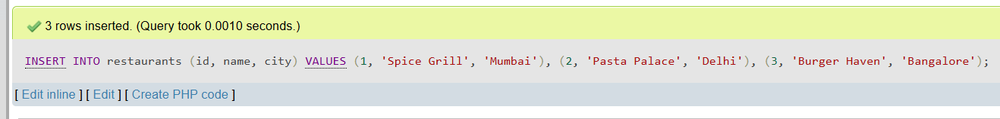 3 rows inserted. (Query took 0.0010 seconds.)
INSERT INTO restaurants (id, name, city) VALUES (1, 'Spice Grill', 'Mumbai'), (2, 'Pasta Palace', 'Delhi'), (3, 'Burger Haven', 'Bangalore');
[ Edit inline ] [ Edit ] [ Create PHP code ]